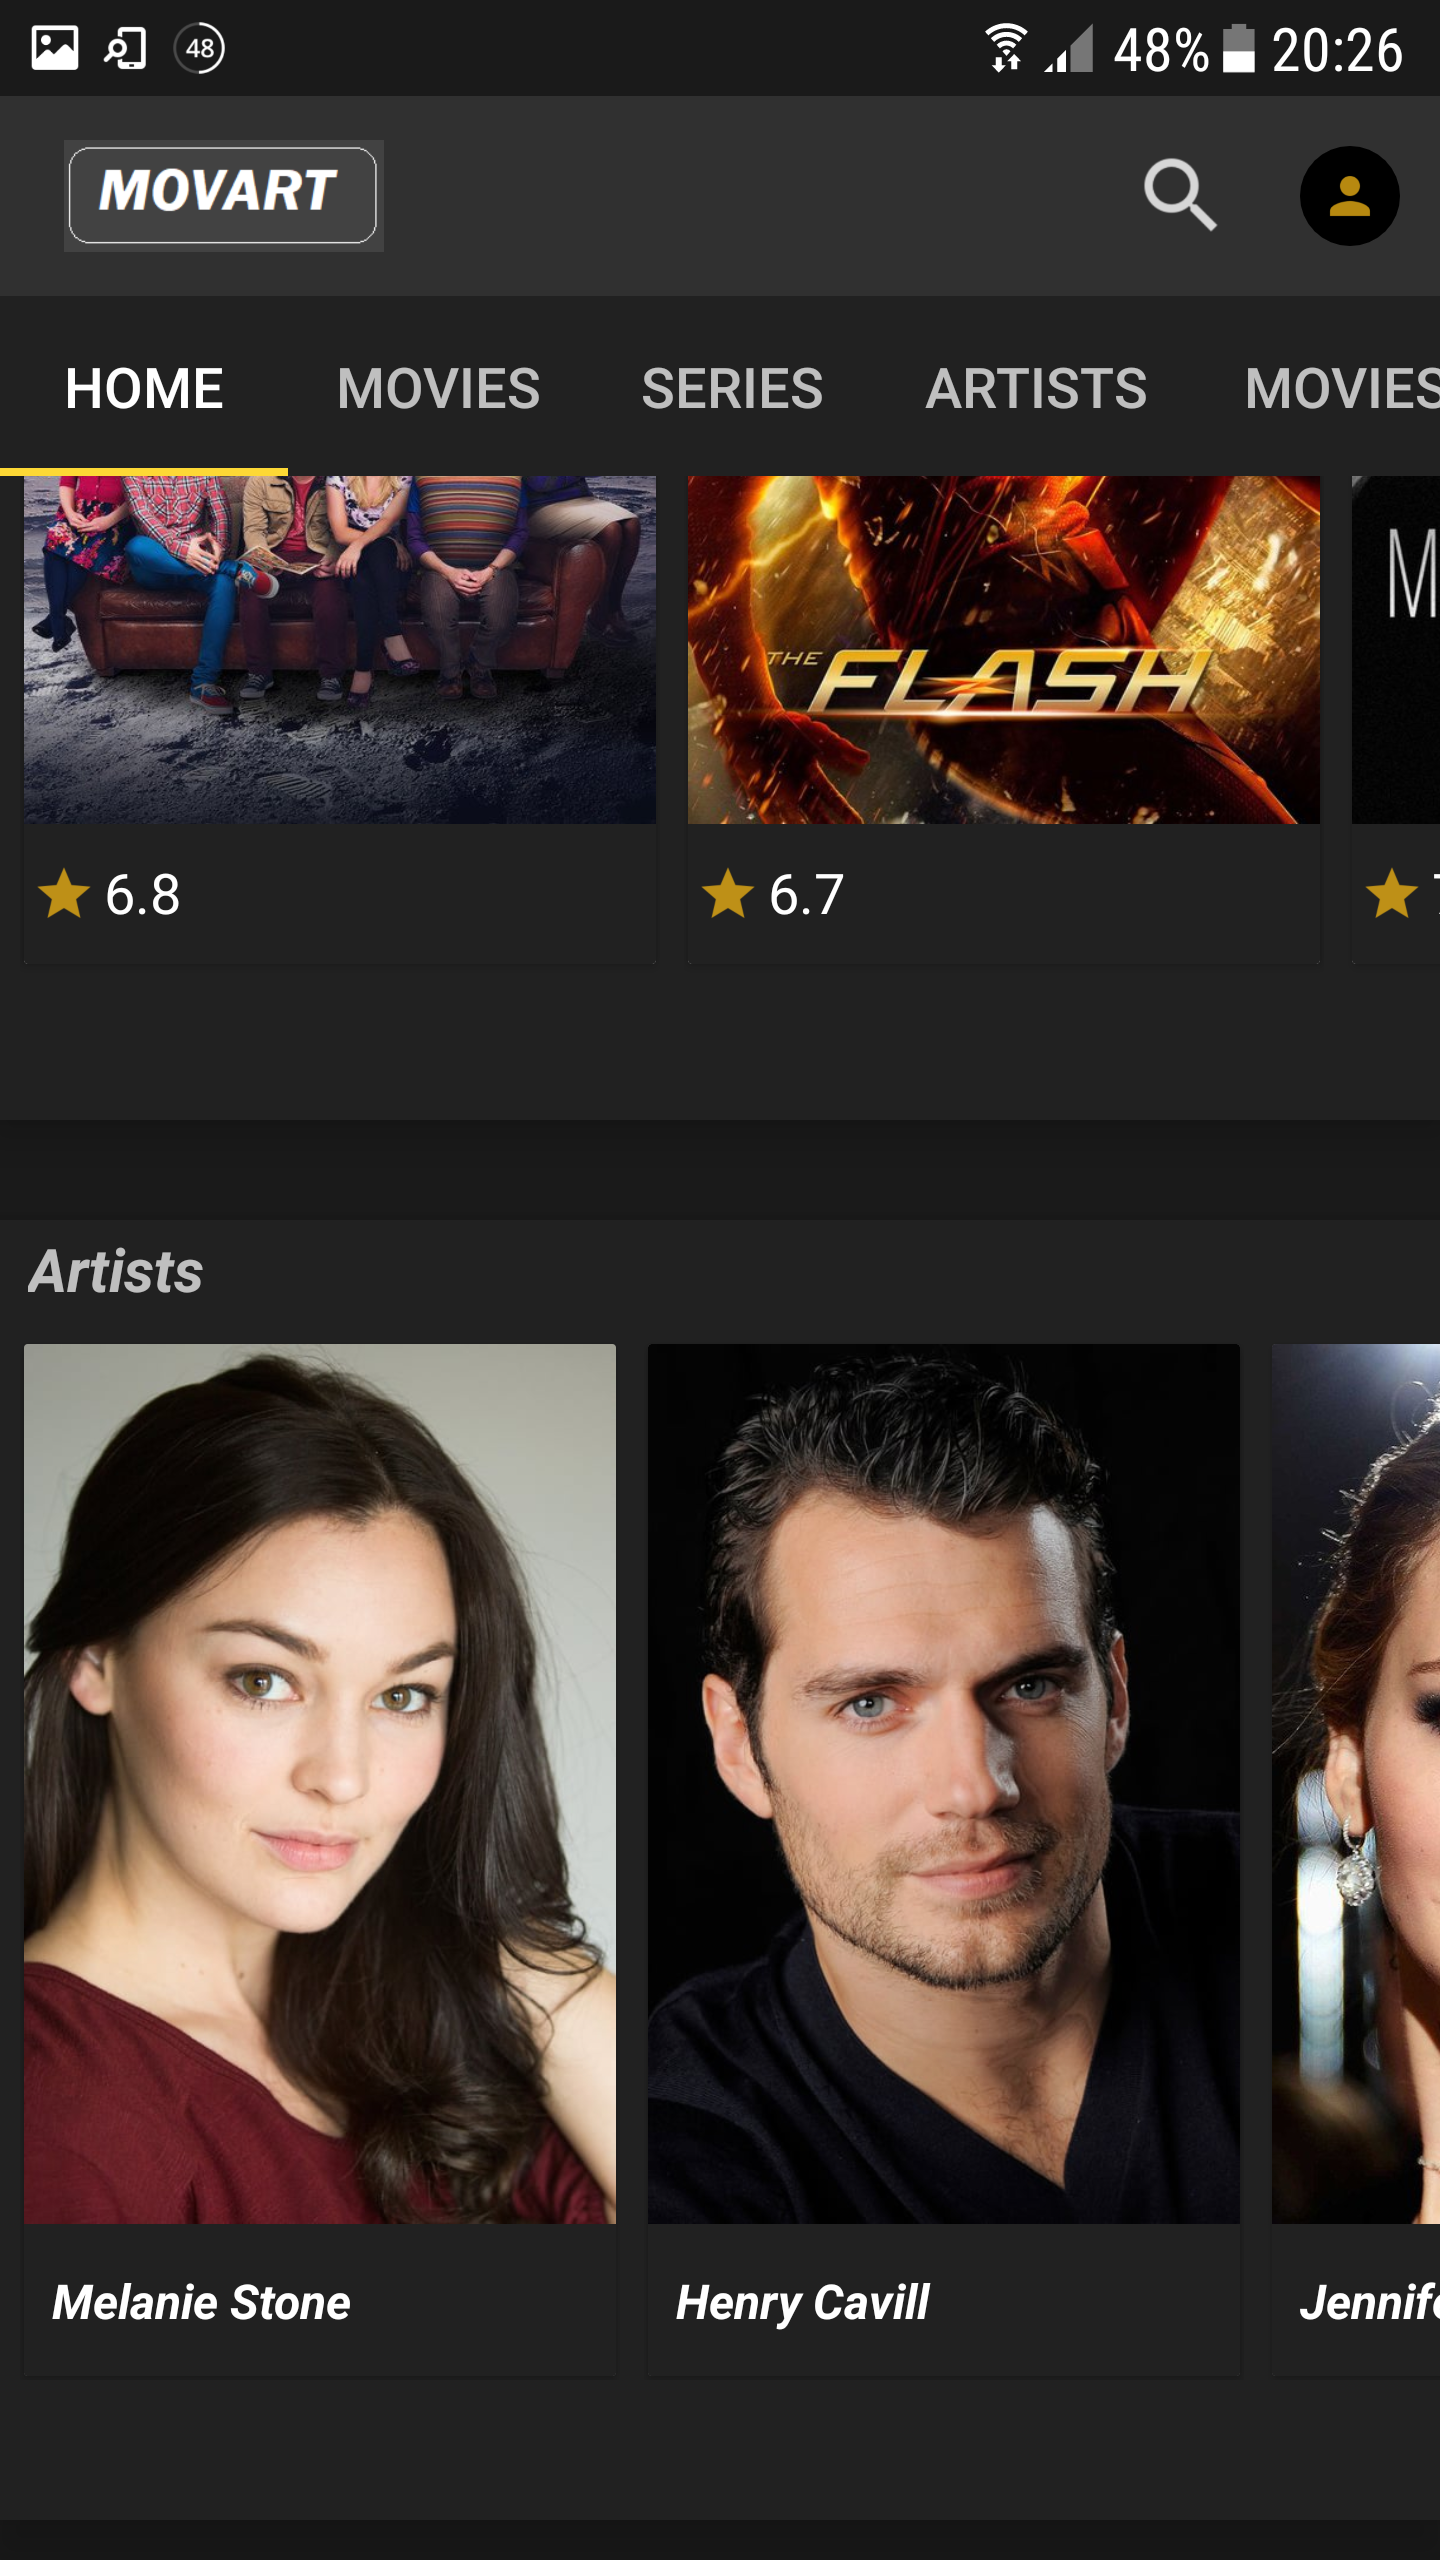 48
48%
20:26
MOVART
HOME
MOVIES
SERIES
ARTISTS
MOVIES
THE FLASH
M
6.8
6.7
Artists
Melanie Stone
Henry Cavill